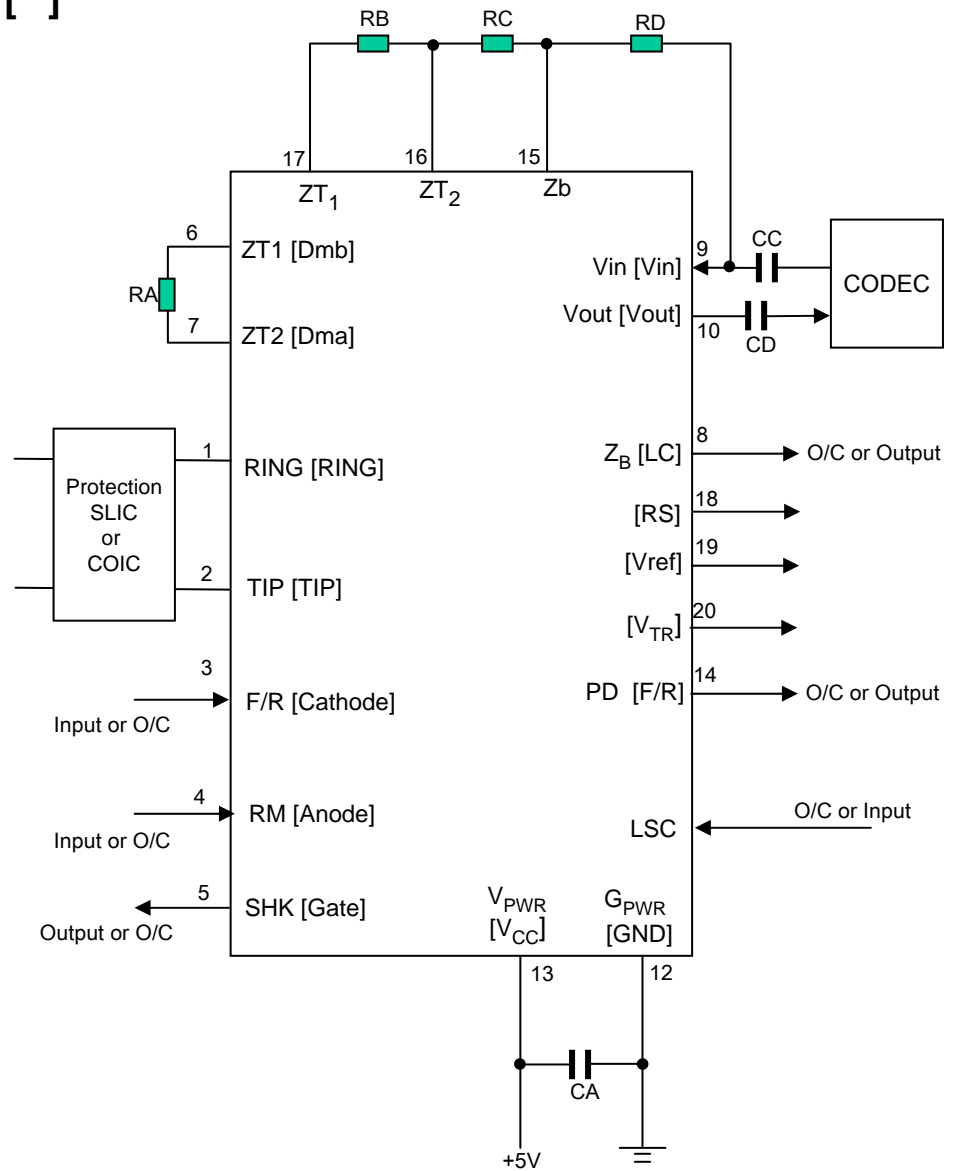 [ ]
RB
RC
RD
17
16
15
ZT1
ZT2
Zb
6
ZT1 [Dmb]
RA
7
ZT2 [Dma]
Vin [Vin]
9
CC
CODEC
Vout [Vout]
10
CD
Protection
SLIC
or
COIC
1
RING [RING]
2
TIP [TIP]
ZB [LC]
8
O/C or Output
[RS]
18
[Vref]
19
[VTR]
20
3
F/R [Cathode]
Input or O/C
PD [F/R]
14
O/C or Output
4
RM [Anode]
Input or O/C
LSC
O/C or Input
5
SHK [Gate]
Output or O/C
VPWR
[VCC]
GPWR
[GND]
13
12
CA
+5V